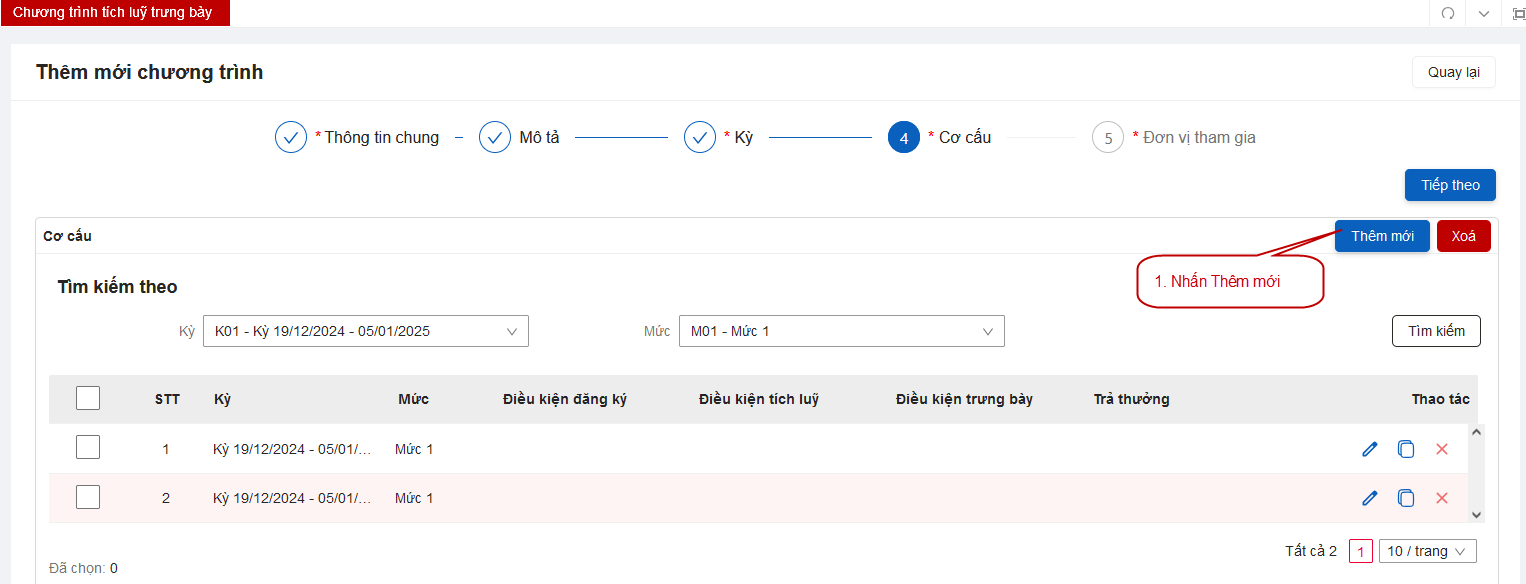 Chương trình tích luỹ trưng bày
Thêm mới chương trình
Quay lại
* Thông tin chung
Mô tả
* Kỳ
4 * Cơ cấu
5 * Đơn vị tham gia
Tiếp theo
Cơ cấu
Thêm mới
Xoá
1. Nhấn Thêm mới
Tìm kiếm theo
Kỳ K01 - Kỳ 19/12/2024 - 05/01/2025 Mức M01 - Mức 1 Tìm kiếm
STT Kỳ Mức Điều kiện đăng ký Điều kiện tích luỹ Điều kiện trưng bày Trả thưởng Thao tác
1 Kỳ 19/12/2024 - 05/01/... Mức 1
2 Kỳ 19/12/2024 - 05/01/... Mức 1
Tất cả 2 1 10 / trang
Đã chọn: 0